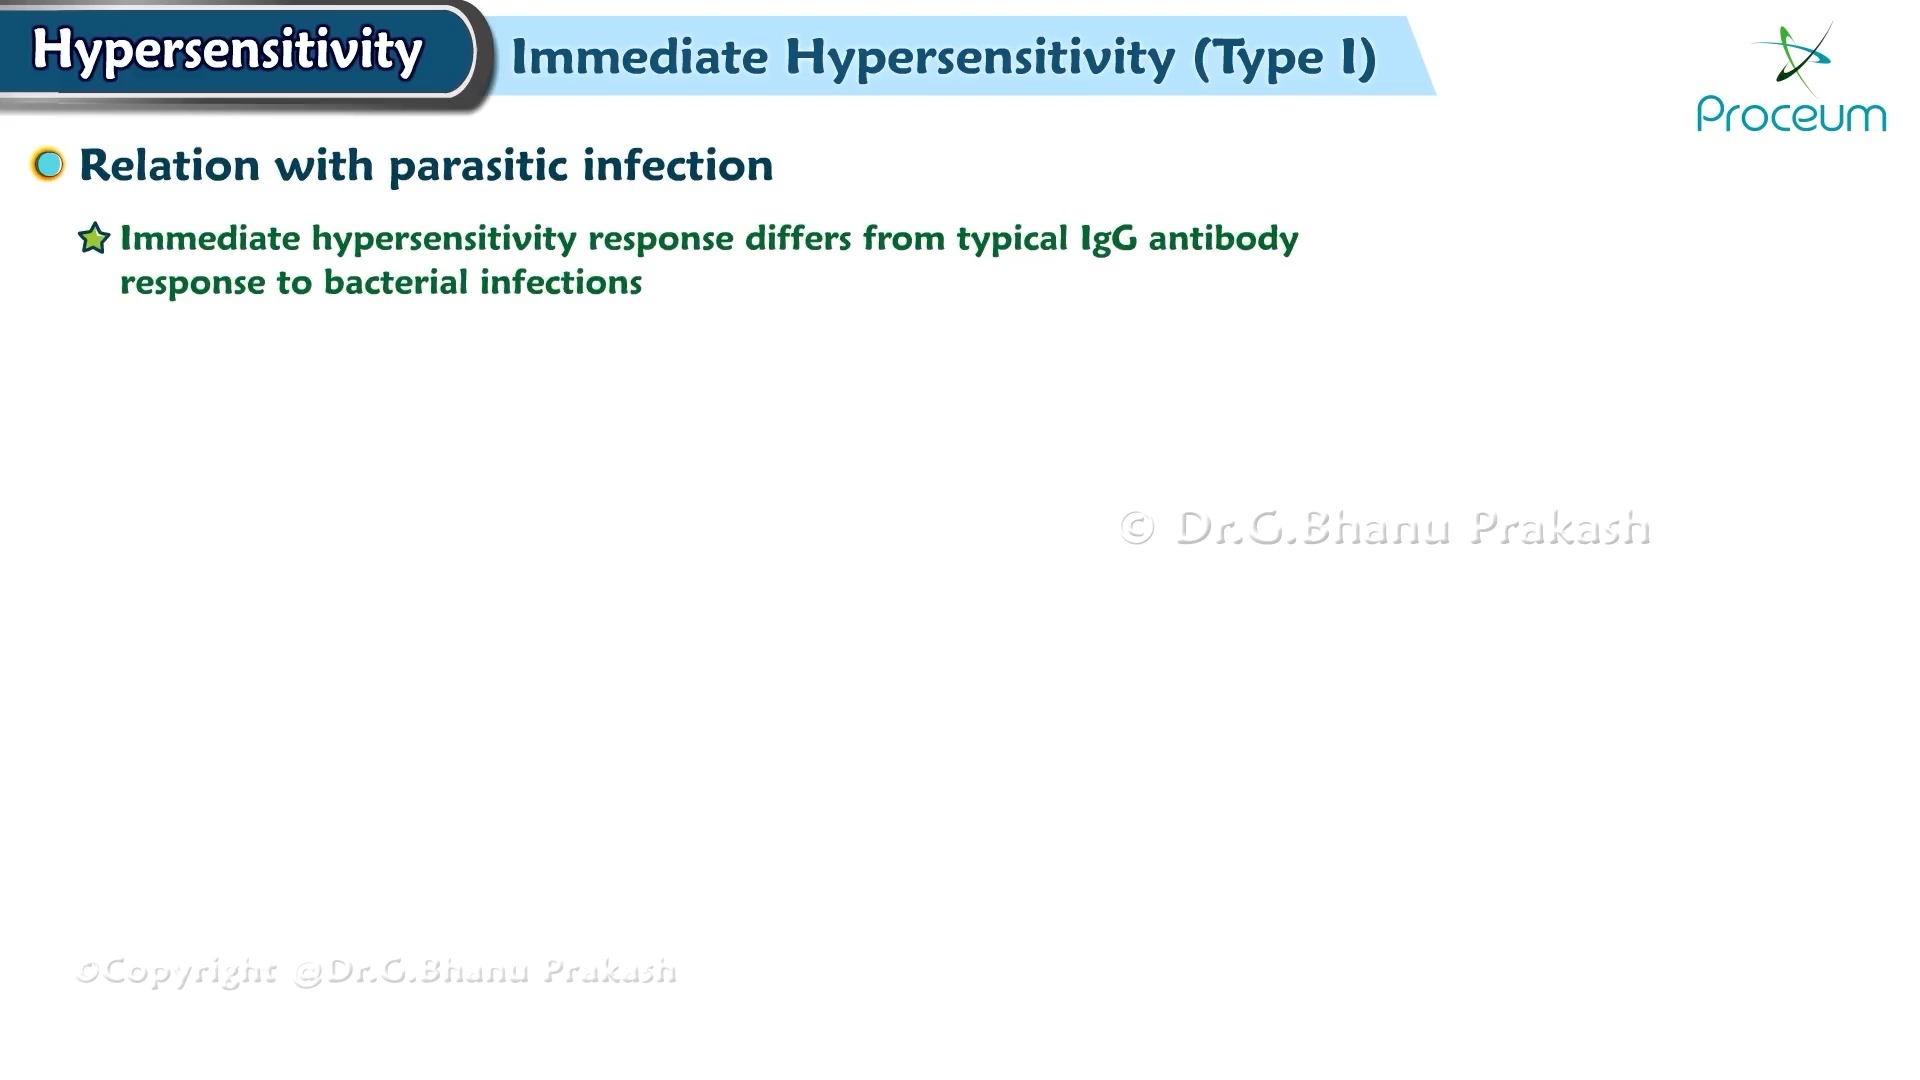 Hypersensitivity
Immediate Hypersensitivity (Type I)
Proceum
Relation with parasitic infection
Immediate hypersensitivity response differs from typical IgG antibody
response to bacterial infections
© Dr.G.Bhanu Prakash
©Copyright @Dr.G.Bhanu Prakash